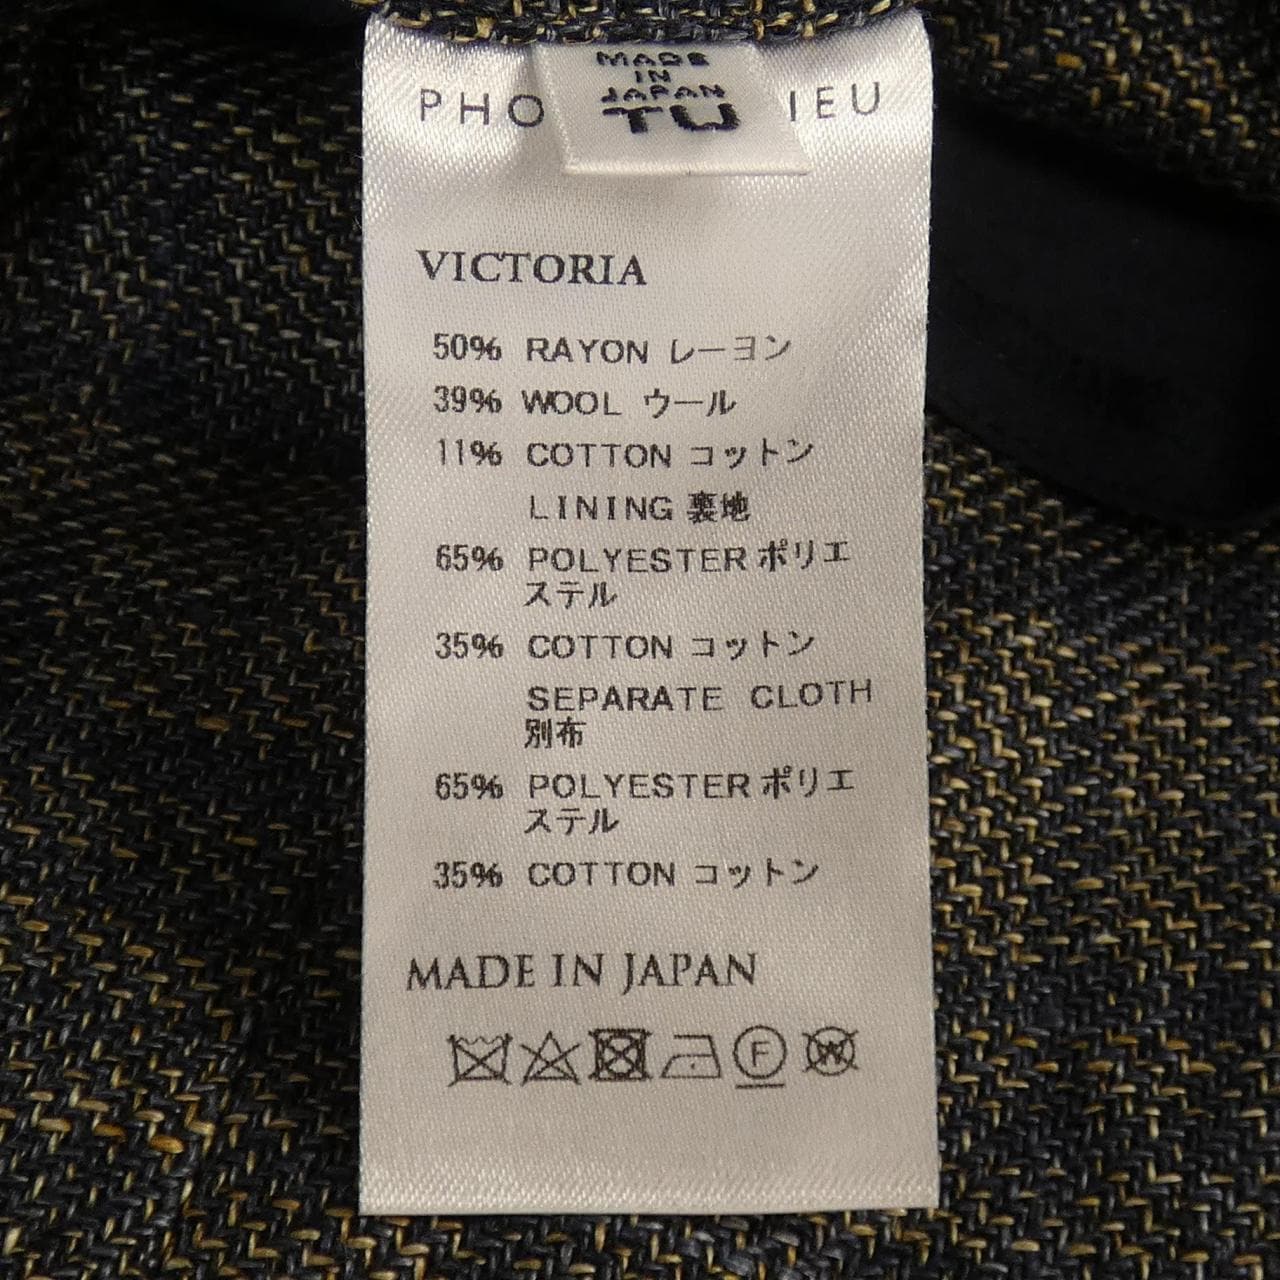 MADE
IN
JAPAN
TU
PHO IEU
VICTORIA
50% RAYON レーヨン
39% WOOL ウール
11% COTTON コットン
LINING 裏地
65% POLYESTER ポリエ
ステル
35% COTTON コットン
SEPARATE CLOTH
別布
65% POLYESTER ポリエ
ステル
35% COTTON コットン
MADE IN JAPAN
F W